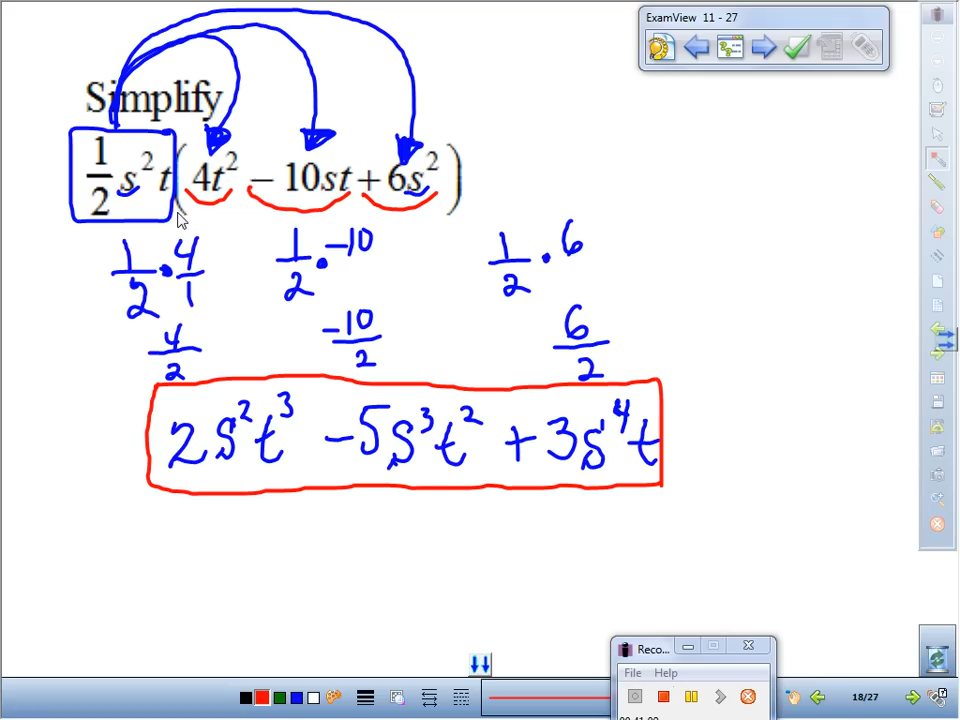 ExamView 11 - 27
Simplify
1/2 s²t(4t² − 10st + 6s²)
1/2 · 4/1    1/2 · −10    1/2 · 6
4/2    −10/2    6/2
2s²t³ − 5s³t² + 3s⁴t
Reco...
File Help
18/27